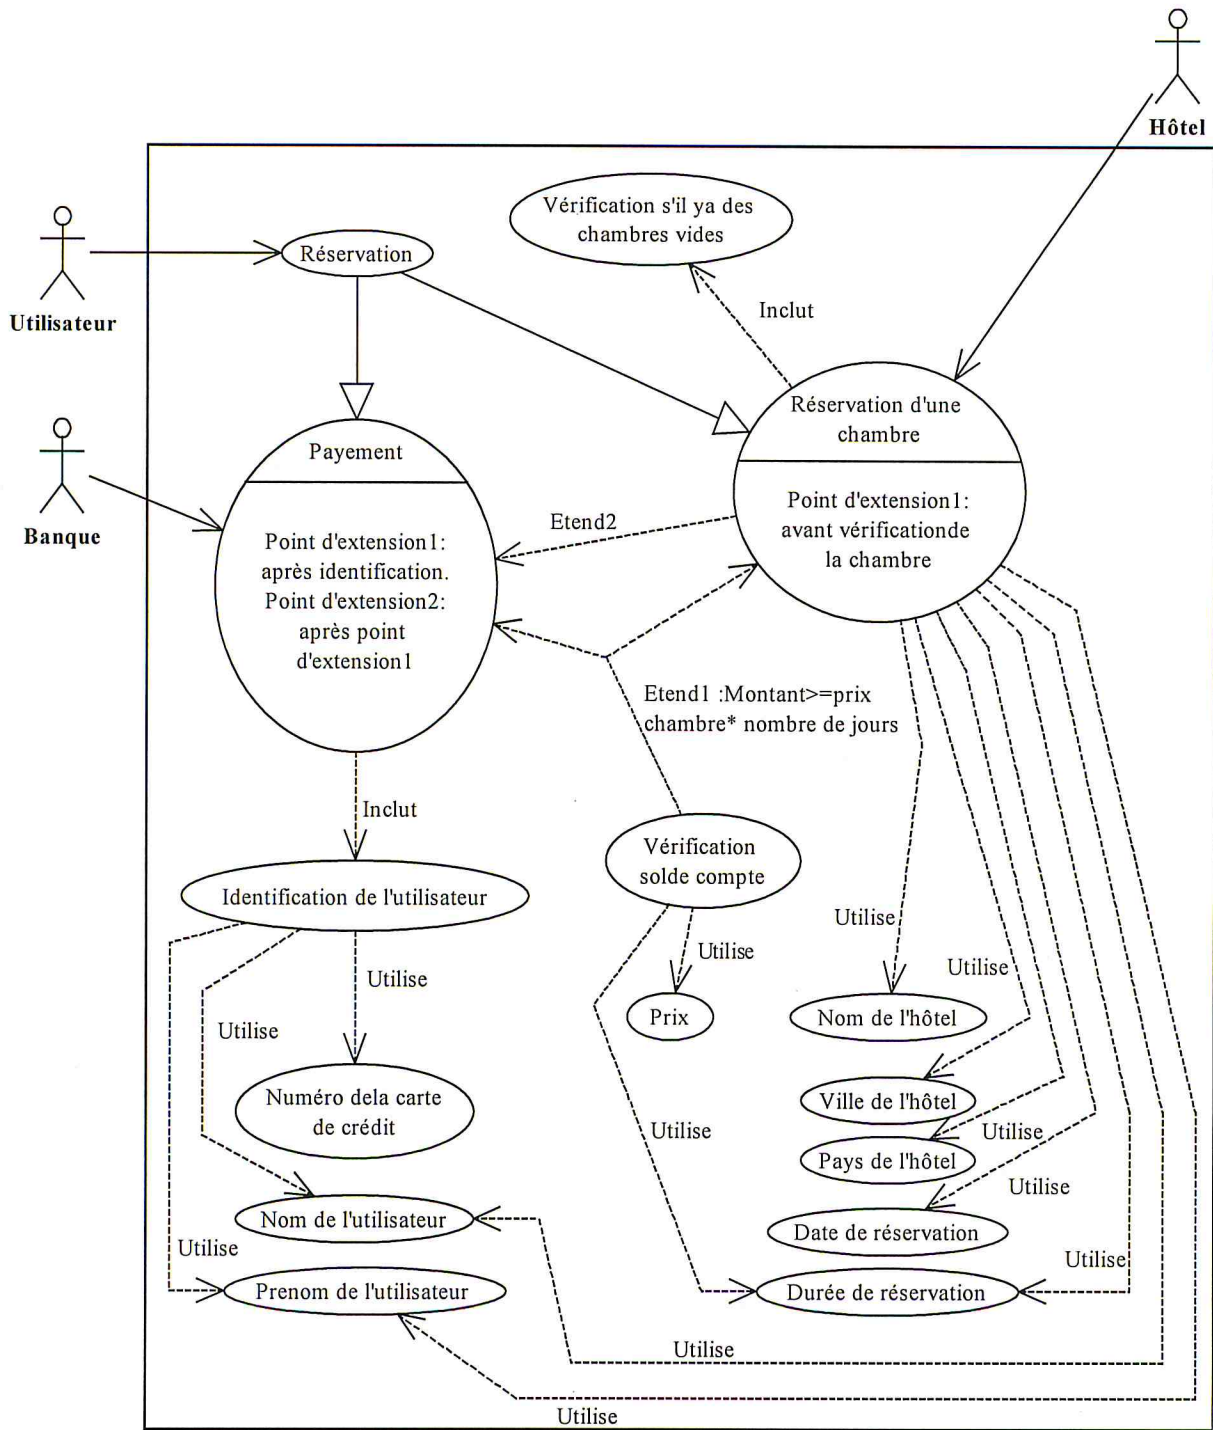 Hôtel
Vérification s'il ya des
chambres vides
Réservation
Inclut
Utilisateur
Réservation d'une
chambre
Payement
Banque
Point d'extension1:
avant vérificationde
la chambre
Etend2
Point d'extension1:
après identification.
Point d'extension2:
après point
d'extension1
Etend1 :Montant>=prix
chambre* nombre de jours
Inclut
Vérification
solde compte
Identification de l'utilisateur
Utilise
Utilise
Utilise
Utilise
Prix
Nom de l'hôtel
Utilise
Numéro dela carte
de crédit
Ville de l'hôtel
Utilise
Utilise
Pays de l'hôtel
Utilise
Nom de l'utilisateur
Date de réservation
Utilise
Utilise
Prenom de l'utilisateur
Durée de réservation
Utilise
Utilise